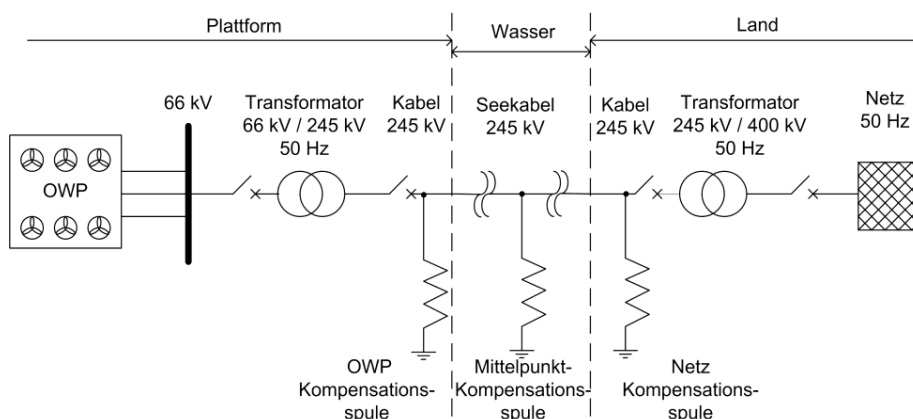 Plattform
Wasser
Land
66 kV
Transformator
66 kV / 245 kV
50 Hz
Kabel
245 kV
Seekabel
245 kV
Kabel
245 kV
Transformator
245 kV / 400 kV
50 Hz
Netz
50 Hz
OWP
OWP
Kompensations-
spule
Mittelpunkt-
Kompensations-
spule
Netz
Kompensations-
spule